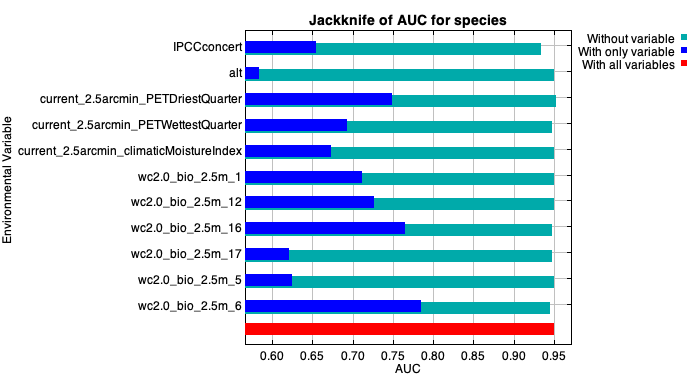 Jackknife of AUC for species
Without variable
With only variable
With all variables
Environmental Variable
IPCCconcert
alt
current_2.5arcmin_PETDriestQuarter
current_2.5arcmin_PETWettestQuarter
current_2.5arcmin_climaticMoistureIndex
wc2.0_bio_2.5m_1
wc2.0_bio_2.5m_12
wc2.0_bio_2.5m_16
wc2.0_bio_2.5m_17
wc2.0_bio_2.5m_5
wc2.0_bio_2.5m_6
0.60 0.65 0.70 0.75 0.80 0.85 0.90 0.95
AUC